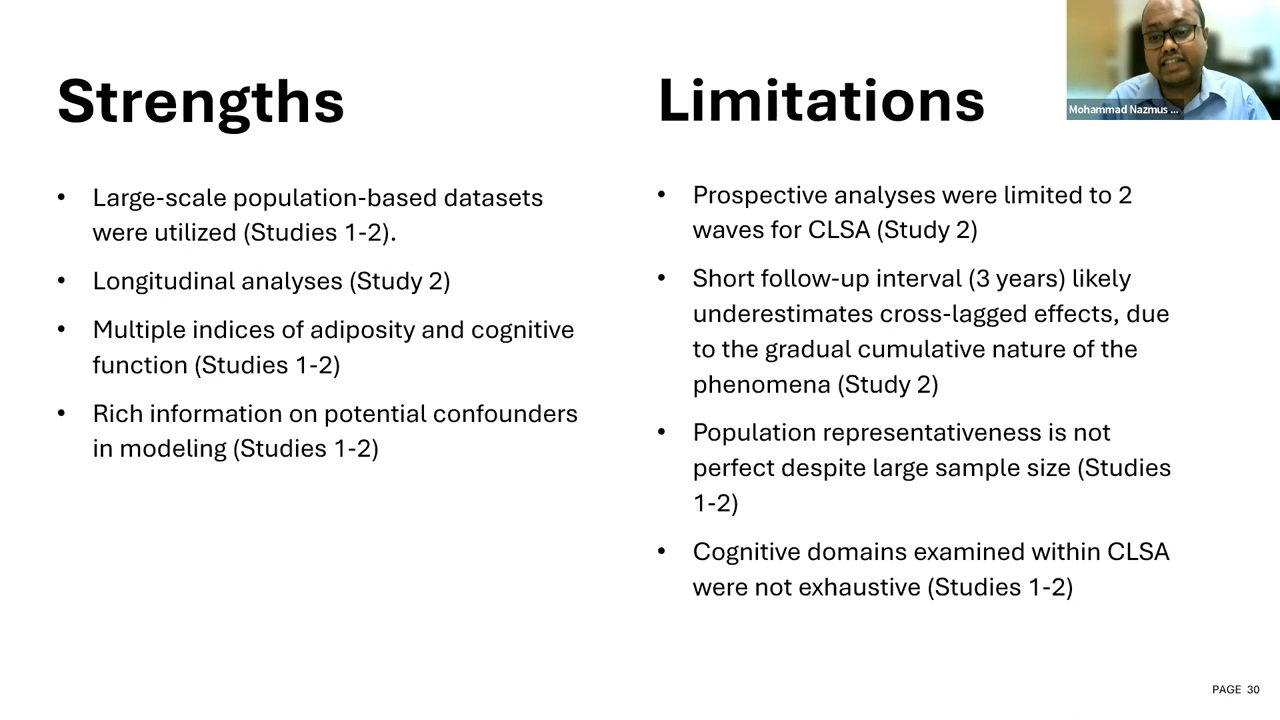 Strengths
• Large-scale population-based datasets
were utilized (Studies 1-2).
• Longitudinal analyses (Study 2)
• Multiple indices of adiposity and cognitive
function (Studies 1-2)
• Rich information on potential confounders
in modeling (Studies 1-2)
Limitations
• Prospective analyses were limited to 2
waves for CLSA (Study 2)
• Short follow-up interval (3 years) likely
underestimates cross-lagged effects, due
to the gradual cumulative nature of the
phenomena (Study 2)
• Population representativeness is not
perfect despite large sample size (Studies
1-2)
• Cognitive domains examined within CLSA
were not exhaustive (Studies 1-2)
Mohammad Nazmus ...
PAGE 30